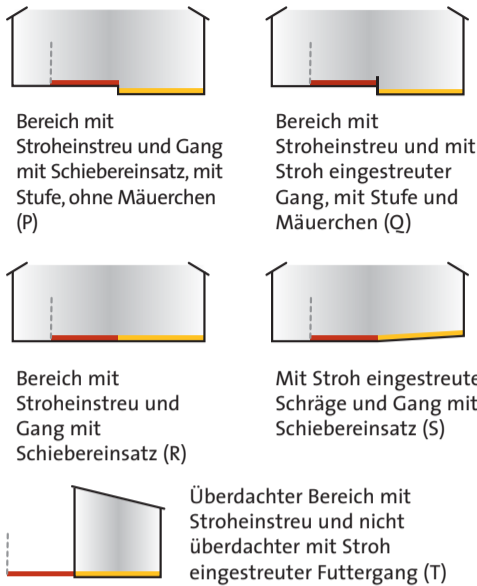 Bereich mit
Stroheinstreu und Gang
mit Schiebereinsatz, mit
Stufe, ohne Mäuerchen
(P)
Bereich mit
Stroheinstreu und mit
Stroh eingestreuter
Gang, mit Stufe und
Mäuerchen (Q)
Bereich mit
Stroheinstreu und
Gang mit
Schiebereinsatz (R)
Mit Stroh eingestreute
Schräge und Gang mit
Schiebereinsatz (S)
Überdachter Bereich mit
Stroheinstreu und nicht
überdachter mit Stroh
eingestreuter Futtergang (T)